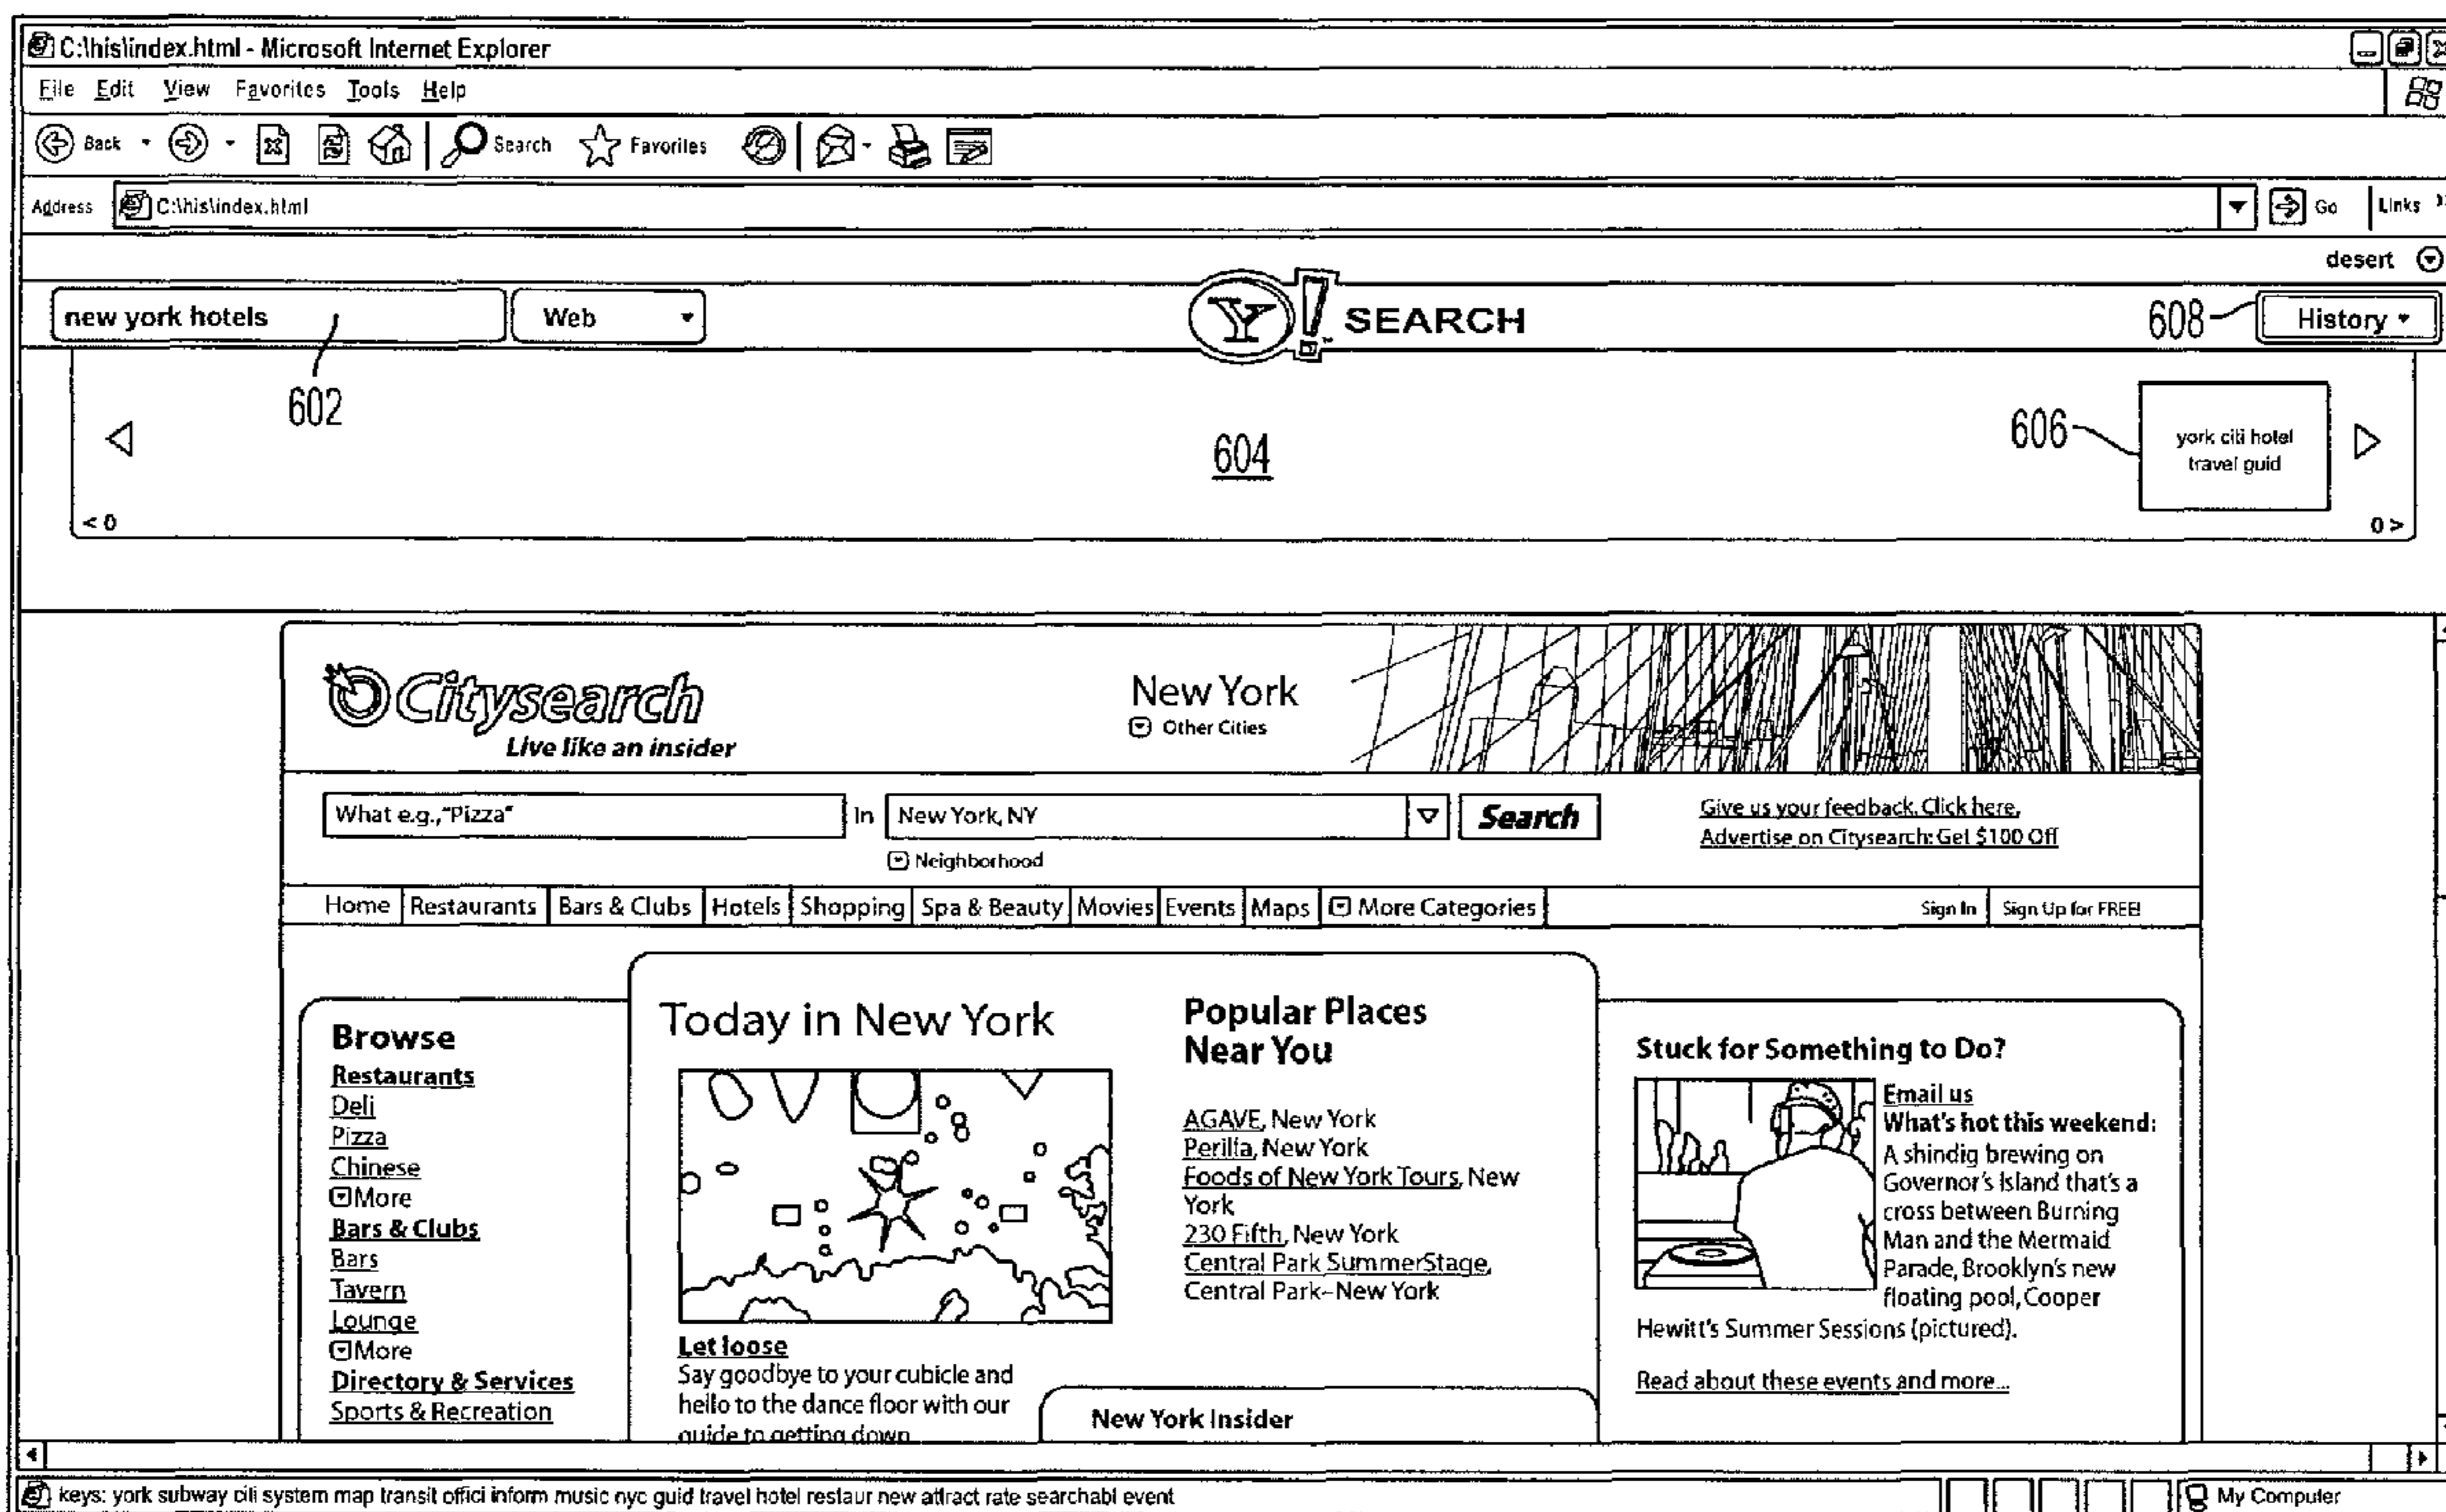 C:\his\index.html - Microsoft Internet Explorer
File Edit View Favorites Tools Help
Back Search Favorites
Address C:\his\index.html Go Links
desert
new york hotels Web Y! SEARCH 608 History
602
604
606
york citi hotel
travel guid
< 0 0 >
Citysearch
Live like an insider
New York
Other Cities
What e.g.,"Pizza" In New York, NY Search
Neighborhood
Give us your feedback. Click here.
Advertise on Citysearch: Get $100 Off
Home Restaurants Bars & Clubs Hotels Shopping Spa & Beauty Movies Events Maps More Categories Sign In Sign Up for FREE!
Browse
Restaurants
Deli
Pizza
Chinese
More
Bars & Clubs
Bars
Tavern
Lounge
More
Directory & Services
Sports & Recreation
Today in New York
Let loose
Say goodbye to your cubicle and
hello to the dance floor with our
guide to getting down
Popular Places
Near You
AGAVE, New York
Perilla, New York
Foods of New York Tours, New
York
230 Fifth, New York
Central Park SummerStage,
Central Park-New York
New York Insider
Stuck for Something to Do?
Email us
What's hot this weekend:
A shindig brewing on
Governor's Island that's a
cross between Burning
Man and the Mermaid
Parade, Brooklyn's new
floating pool, Cooper
Hewitt's Summer Sessions (pictured).
Read about these events and more...
keys: york subway citi system map transit offici inform music nyc guid travel hotel restaur new attract rate searchabl event
My Computer